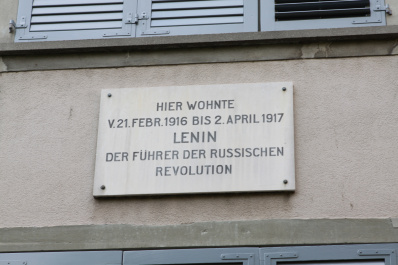 HIER WOHNTE
V. 21. FEBR. 1916 BIS 2. APRIL 1917
LENIN
DER FÜHRER DER RUSSISCHEN
REVOLUTION